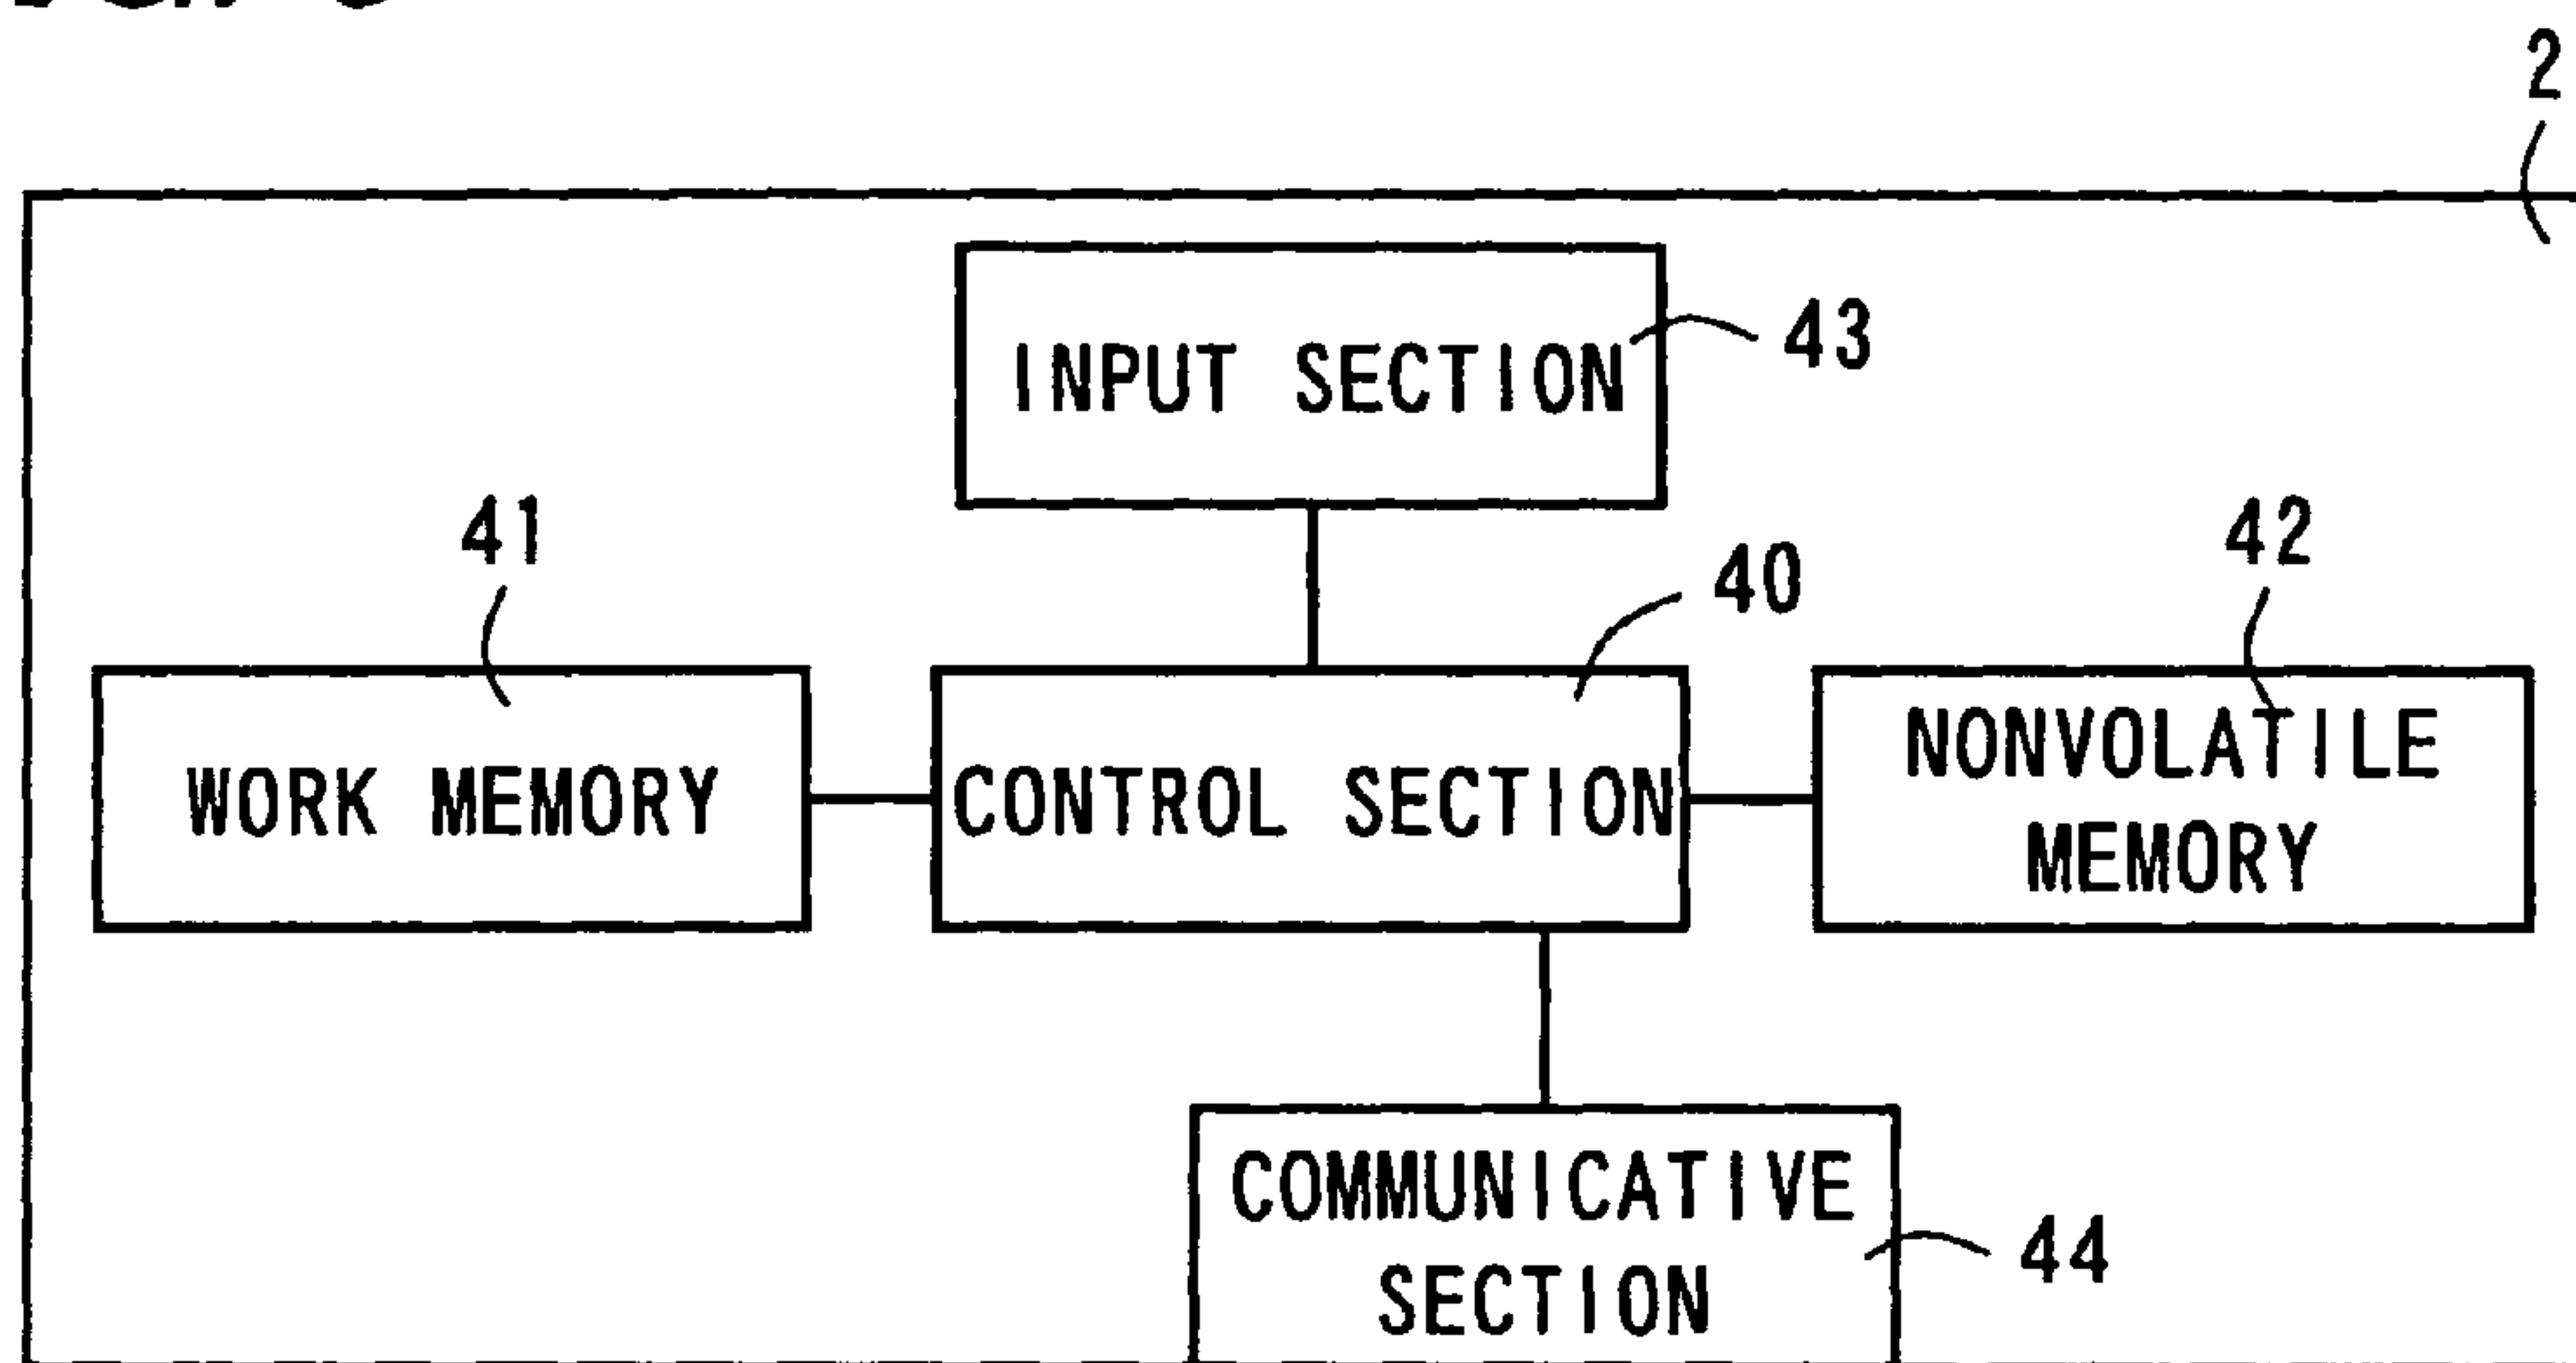 2
INPUT SECTION
43
41
40
42
WORK MEMORY
CONTROL SECTION
NONVOLATILE
MEMORY
COMMUNICATIVE
SECTION
44